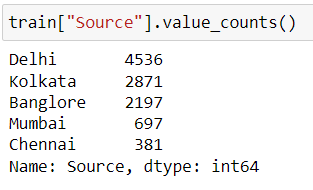 train["Source"].value_counts()
Delhi 4536
Kolkata 2871
Banglore 2197
Mumbai 697
Chennai 381
Name: Source, dtype: int64